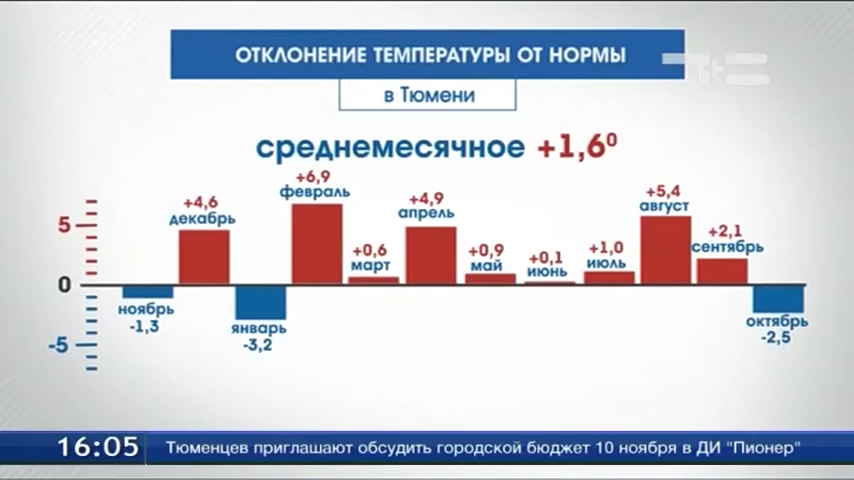 ОТКЛОНЕНИЕ ТЕМПЕРАТУРЫ ОТ НОРМЫ
в Тюмени
среднемесячное +1,6⁰
+4,6
декабрь
+6,9
февраль
+0,6
март
+4,9
апрель
+0,9
май
+0,1
июнь
+1,0
июль
+5,4
август
+2,1
сентябрь
5
0
-5
ноябрь
-1,3
январь
-3,2
октябрь
-2,5
16:05 Тюменцев приглашают обсудить городской бюджет 10 ноября в ДИ "Пионер"